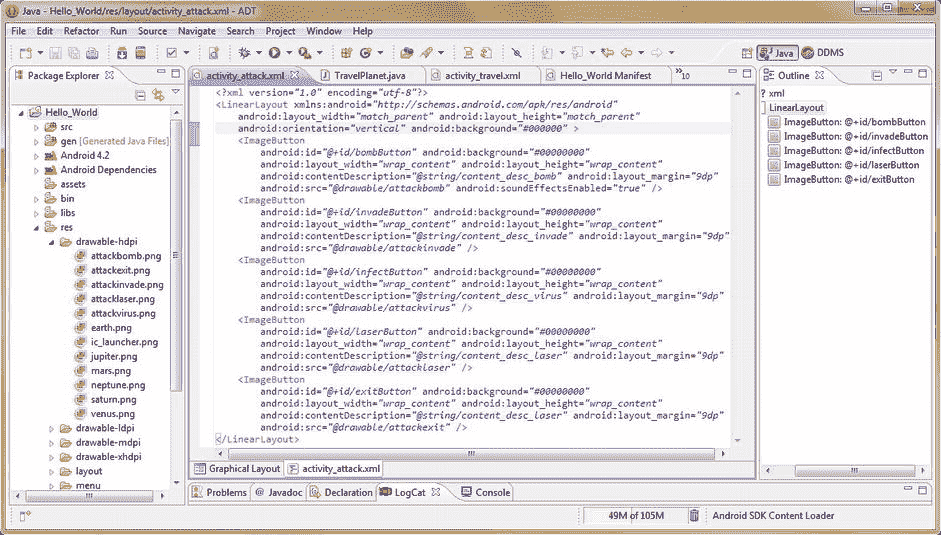 Java - Hello_World/res/layout/activity_attack.xml - ADT
File Edit Refactor Run Source Navigate Search Project Window Help
Java DDMS
Package Explorer
Hello_World
src
gen [Generated Java Files]
Android 4.2
Android Dependencies
assets
bin
libs
res
drawable-hdpi
attackbomb.png
attackexit.png
attackinvade.png
attacklaser.png
attackvirus.png
earth.png
ic_launcher.png
jupiter.png
mars.png
neptune.png
saturn.png
venus.png
drawable-ldpi
drawable-mdpi
drawable-xhdpi
layout
menu
activity_attack.xml TravelPlanet.java activity_travel.xml Hello_World Manifest »10
<?xml version="1.0" encoding="utf-8"?>
<LinearLayout xmlns:android="http://schemas.android.com/apk/res/android"
android:layout_width="match_parent" android:layout_height="match_parent"
android:orientation="vertical" android:background="#000000" >
<ImageButton
android:id="@+id/bombButton" android:background="#00000000"
android:layout_width="wrap_content" android:layout_height="wrap_content"
android:contentDescription="@string/content_desc_bomb" android:layout_margin="9dp"
android:src="@drawable/attackbomb" android:soundEffectsEnabled="true" />
<ImageButton
android:id="@+id/invadeButton" android:background="#00000000"
android:layout_width="wrap_content" android:layout_height="wrap_content"
android:contentDescription="@string/content_desc_invade" android:layout_margin="9dp"
android:src="@drawable/attackinvade" />
<ImageButton
android:id="@+id/infectButton" android:background="#00000000"
android:layout_width="wrap_content" android:layout_height="wrap_content"
android:contentDescription="@string/content_desc_virus" android:layout_margin="9dp"
android:src="@drawable/attackvirus" />
<ImageButton
android:id="@+id/laserButton" android:background="#00000000"
android:layout_width="wrap_content" android:layout_height="wrap_content"
android:contentDescription="@string/content_desc_laser" android:layout_margin="9dp"
android:src="@drawable/attacklaser" />
<ImageButton
android:id="@+id/exitButton" android:background="#00000000"
android:layout_width="wrap_content" android:layout_height="wrap_content"
android:contentDescription="@string/content_desc_laser" android:layout_margin="9dp"
android:src="@drawable/attackexit" />
</LinearLayout>
Graphical Layout activity_attack.xml
Outline
? xml
LinearLayout
ImageButton: @+id/bombButton
ImageButton: @+id/invadeButton
ImageButton: @+id/infectButton
ImageButton: @+id/laserButton
ImageButton: @+id/exitButton
Problems @ Javadoc Declaration LogCat Console
49M of 105M Android SDK Content Loader